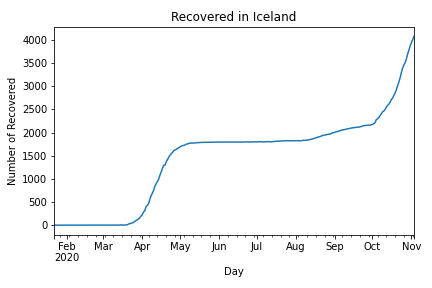 Recovered in Iceland
Number of Recovered
4000
3500
3000
2500
2000
1500
1000
500
0
Feb Mar Apr May Jun Jul Aug Sep Oct Nov
2020
Day